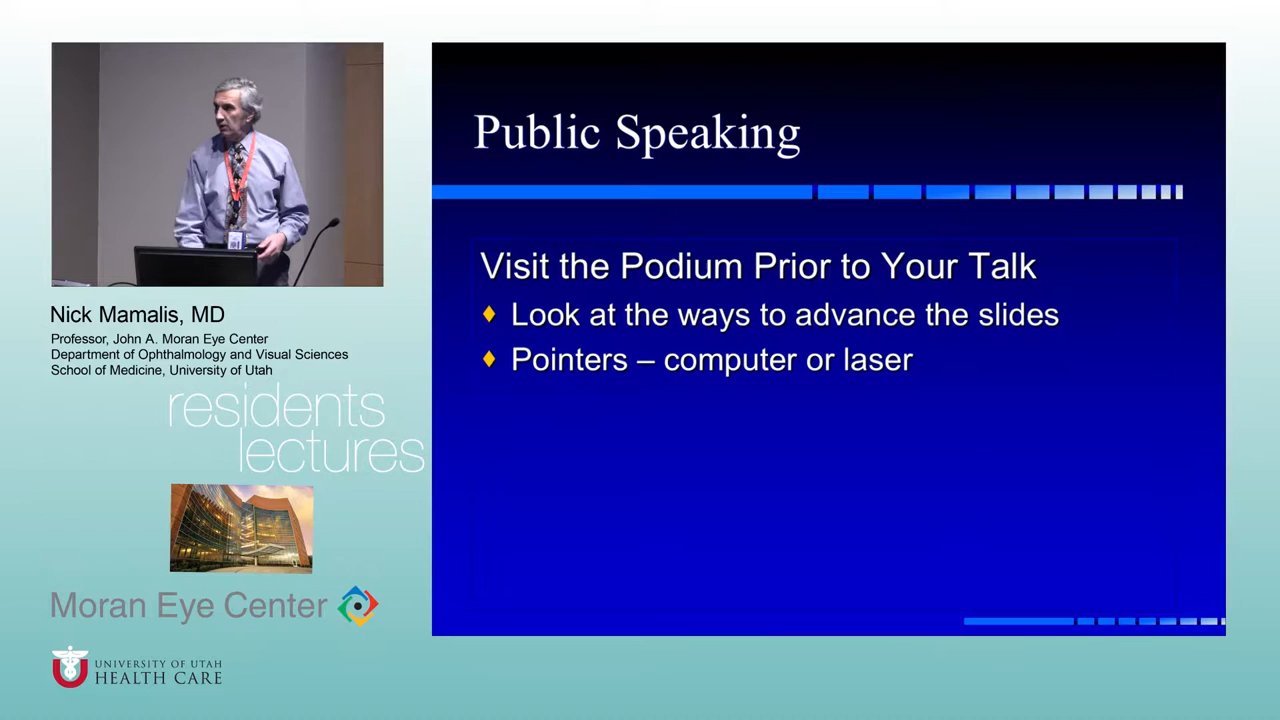 Public Speaking
Visit the Podium Prior to Your Talk
Look at the ways to advance the slides
Pointers – computer or laser
Nick Mamalis, MD
Professor, John A. Moran Eye Center
Department of Ophthalmology and Visual Sciences
School of Medicine, University of Utah
residents
lectures
Moran Eye Center
UNIVERSITY OF UTAH
HEALTH CARE